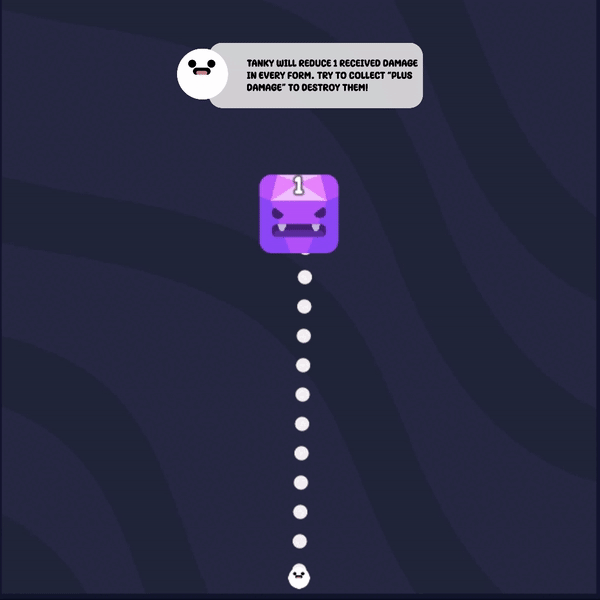 TANKY WILL REDUCE 1 RECEIVED DAMAGE
IN EVERY FORM. TRY TO COLLECT "PLUS
DAMAGE" TO DESTROY THEM!
1